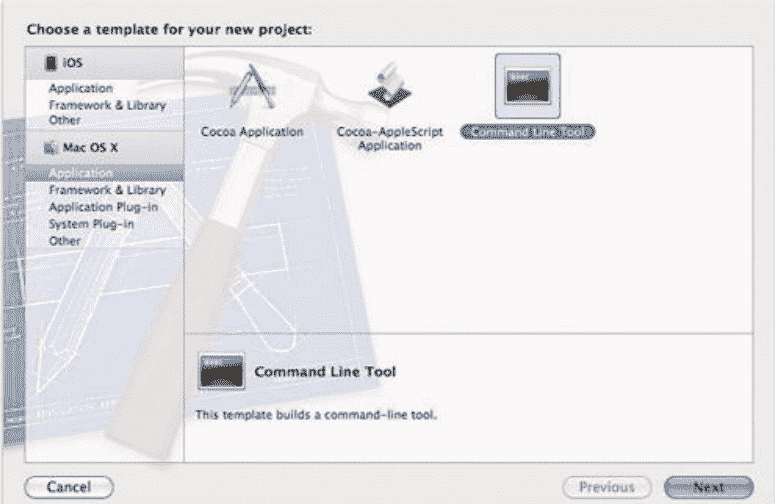 Choose a template for your new project:
iOS
Application
Framework & Library
Other
Mac OS X
Application
Framework & Library
Application Plug-in
System Plug-in
Other
Cocoa Application
Cocoa-AppleScript
Application
Command Line Tool
Command Line Tool
This template builds a command-line tool.
Cancel
Previous
Next